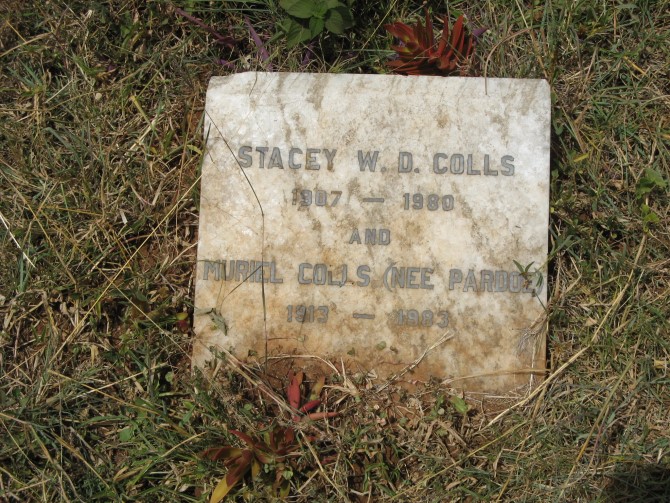 STACEY W. D. COLLS
1907 — 1980
AND
MURIEL COLLS (NEE PARDOE)
1913 — 1983